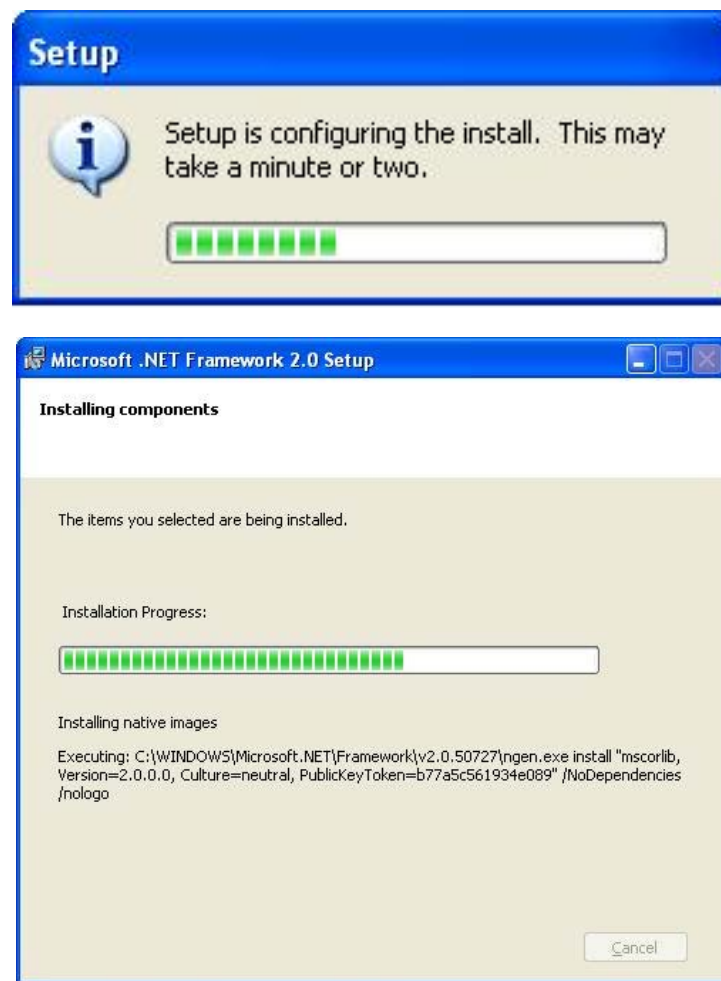 Setup
Setup is configuring the install. This may
take a minute or two.
Microsoft .NET Framework 2.0 Setup
Installing components
The items you selected are being installed.
Installation Progress:
Installing native images
Executing: C:\WINDOWS\Microsoft.NET\Framework\v2.0.50727\ngen.exe install "mscorlib,
Version=2.0.0.0, Culture=neutral, PublicKeyToken=b77a5c561934e089" /NoDependencies
/nologo
Cancel